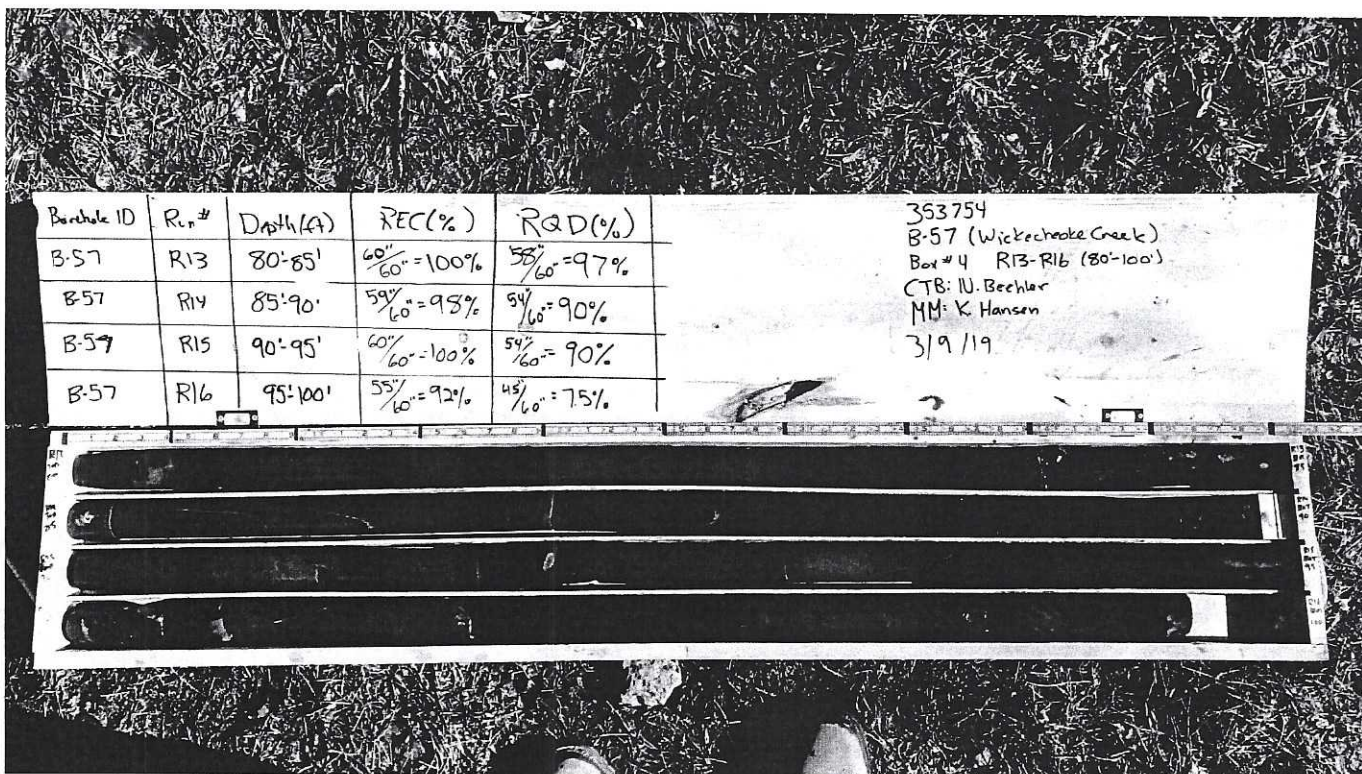 Borehole ID Run # Depth (ft) REC (%) RQD (%)
B-57 R13 80'-85' 60"/60" = 100% 58"/60" = 97%
B-57 R14 85'-90' 59"/60" = 98% 54"/60" = 90%
B-57 R15 90'-95' 60"/60" = 100% 54"/60" = 90%
B-57 R16 95'-100' 55"/60" = 92% 45"/60" = 75%
353754
B-57 (Wickecheoke Creek)
Box #4 R13-R16 (80'-100')
CTB: N. Beehler
MM: K Hansen
3/9/19